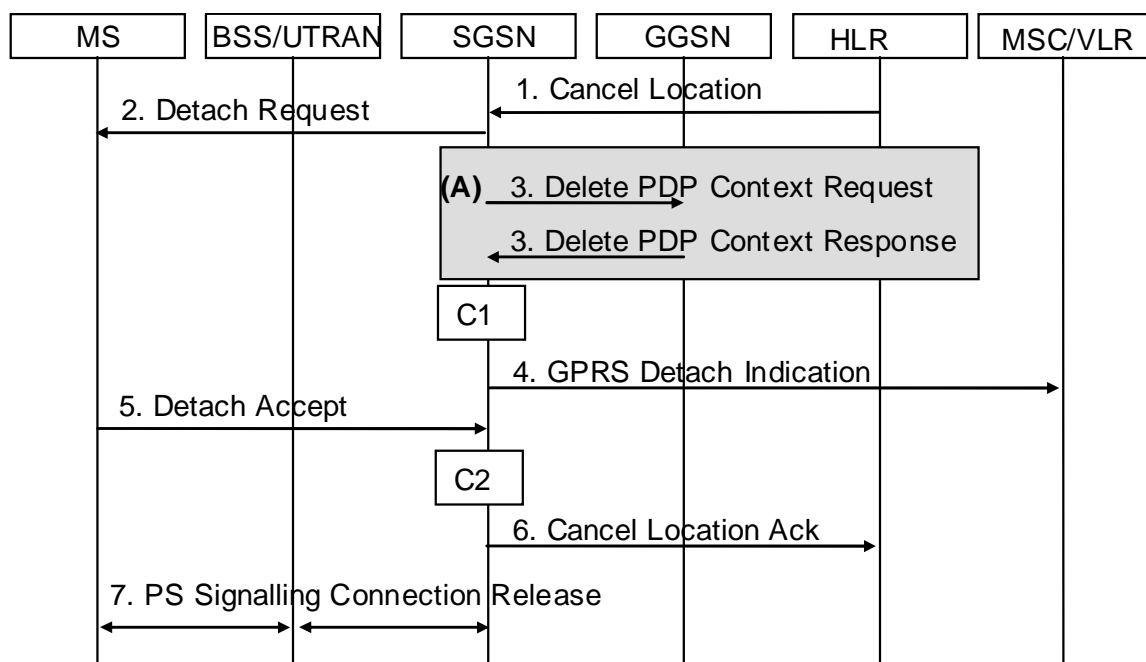 MS BSS/UTRAN SGSN GGSN HLR MSC/VLR
1. Cancel Location
2. Detach Request
(A) 3. Delete PDP Context Request
3. Delete PDP Context Response
C1
4. GPRS Detach Indication
5. Detach Accept
C2
6. Cancel Location Ack
7. PS Signalling Connection Release